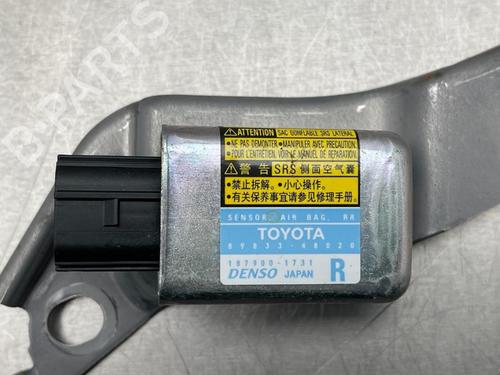 ⚠ATTENTION SAC GONFLABLE SRS LATERAL
•NE PAS DEMONTER •MANIPULER AVEC PRECAUTION.
•POUR L'ENTRETIEN, VOIR LE MANUEL DE REPARATION.
⚠警告 SRS 侧面空气囊
•禁止拆解。•小心操作。
•有关保养事宜请参见修理手册。
SENSOR, AIR BAG, RR
TOYOTA
89833-48020
187900-1731
DENSO JAPAN R